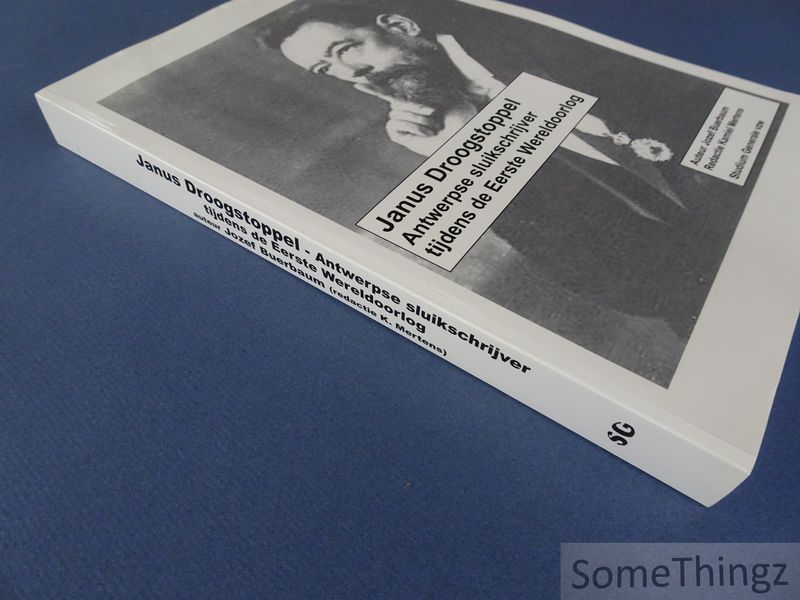 Janus Droogstoppel
Antwerpse sluikschrijver
tijdens de Eerste Wereldoorlog
Auteur Jozef Buerbaum
Redactie Kamiel Mertens
Studium Generale vzw
Janus Droogstoppel - Antwerpse sluikschrijver
tijdens de Eerste Wereldoorlog
auteur Jozef Buerbaum (redactie K. Mertens)
SG
SomeThingz